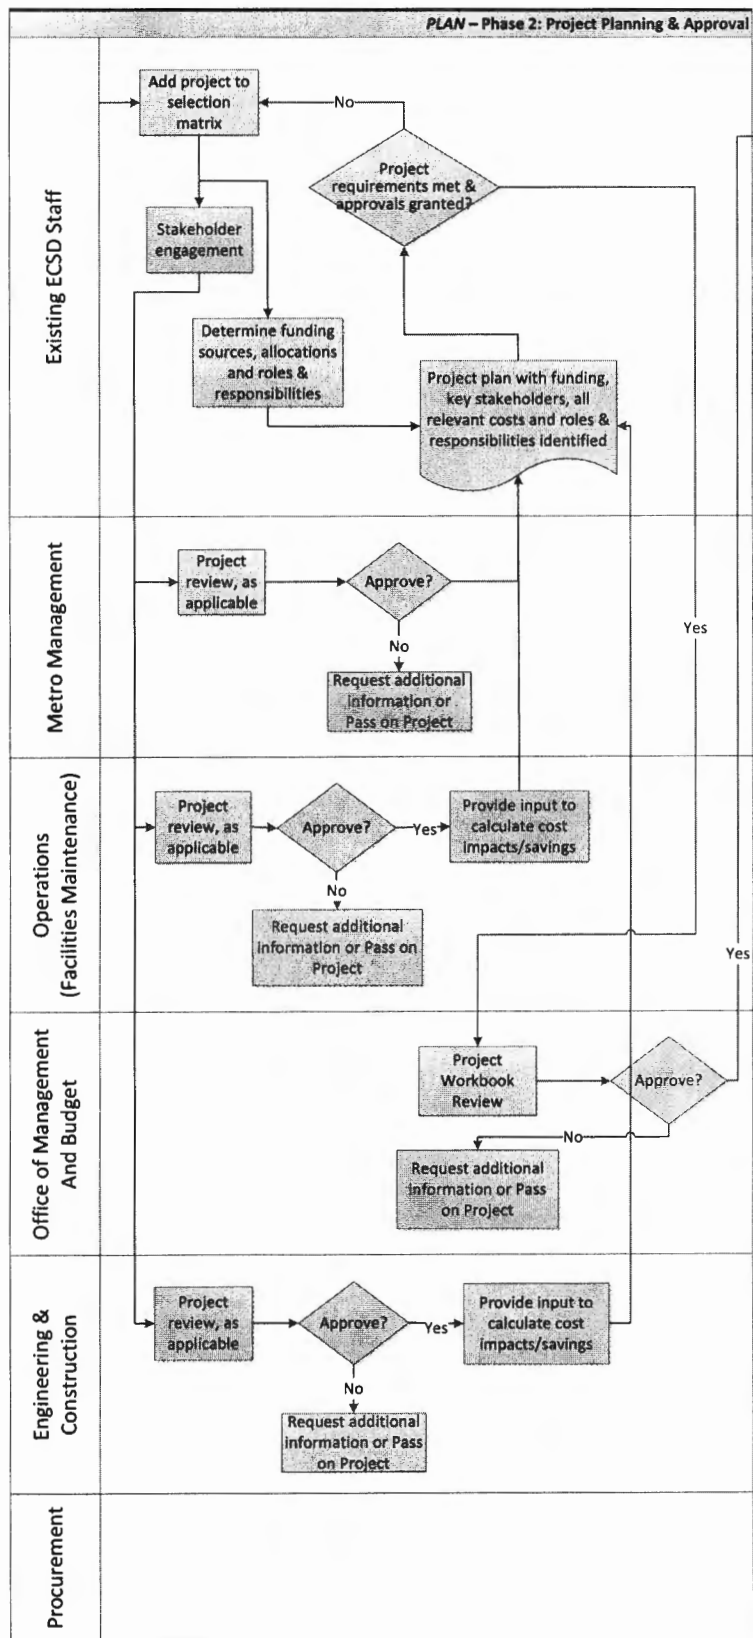 PLAN – Phase 2: Project Planning & Approval
Existing ECSD Staff
Add project to
selection
matrix
No
Project
requirements met &
approvals granted?
Stakeholder
engagement
Determine funding
sources, allocations
and roles &
responsibilities
Project plan with funding,
key stakeholders, all
relevant costs and roles &
responsibilities identified
Metro Management
Project
review, as
applicable
Approve?
Yes
No
Request additional
information or
Pass on Project
Operations
(Facilities Maintenance)
Project
review, as
applicable
Approve?
Yes
Provide input to
calculate cost
impacts/savings
No
Request additional
information or Pass on
Project
Yes
Office of Management
And Budget
Project
Workbook
Review
Approve?
No
Request additional
information or Pass
on Project
Engineering &
Construction
Project
review, as
applicable
Approve?
Yes
Provide input to
calculate cost
impacts/savings
No
Request additional
information or Pass
on Project
Procurement